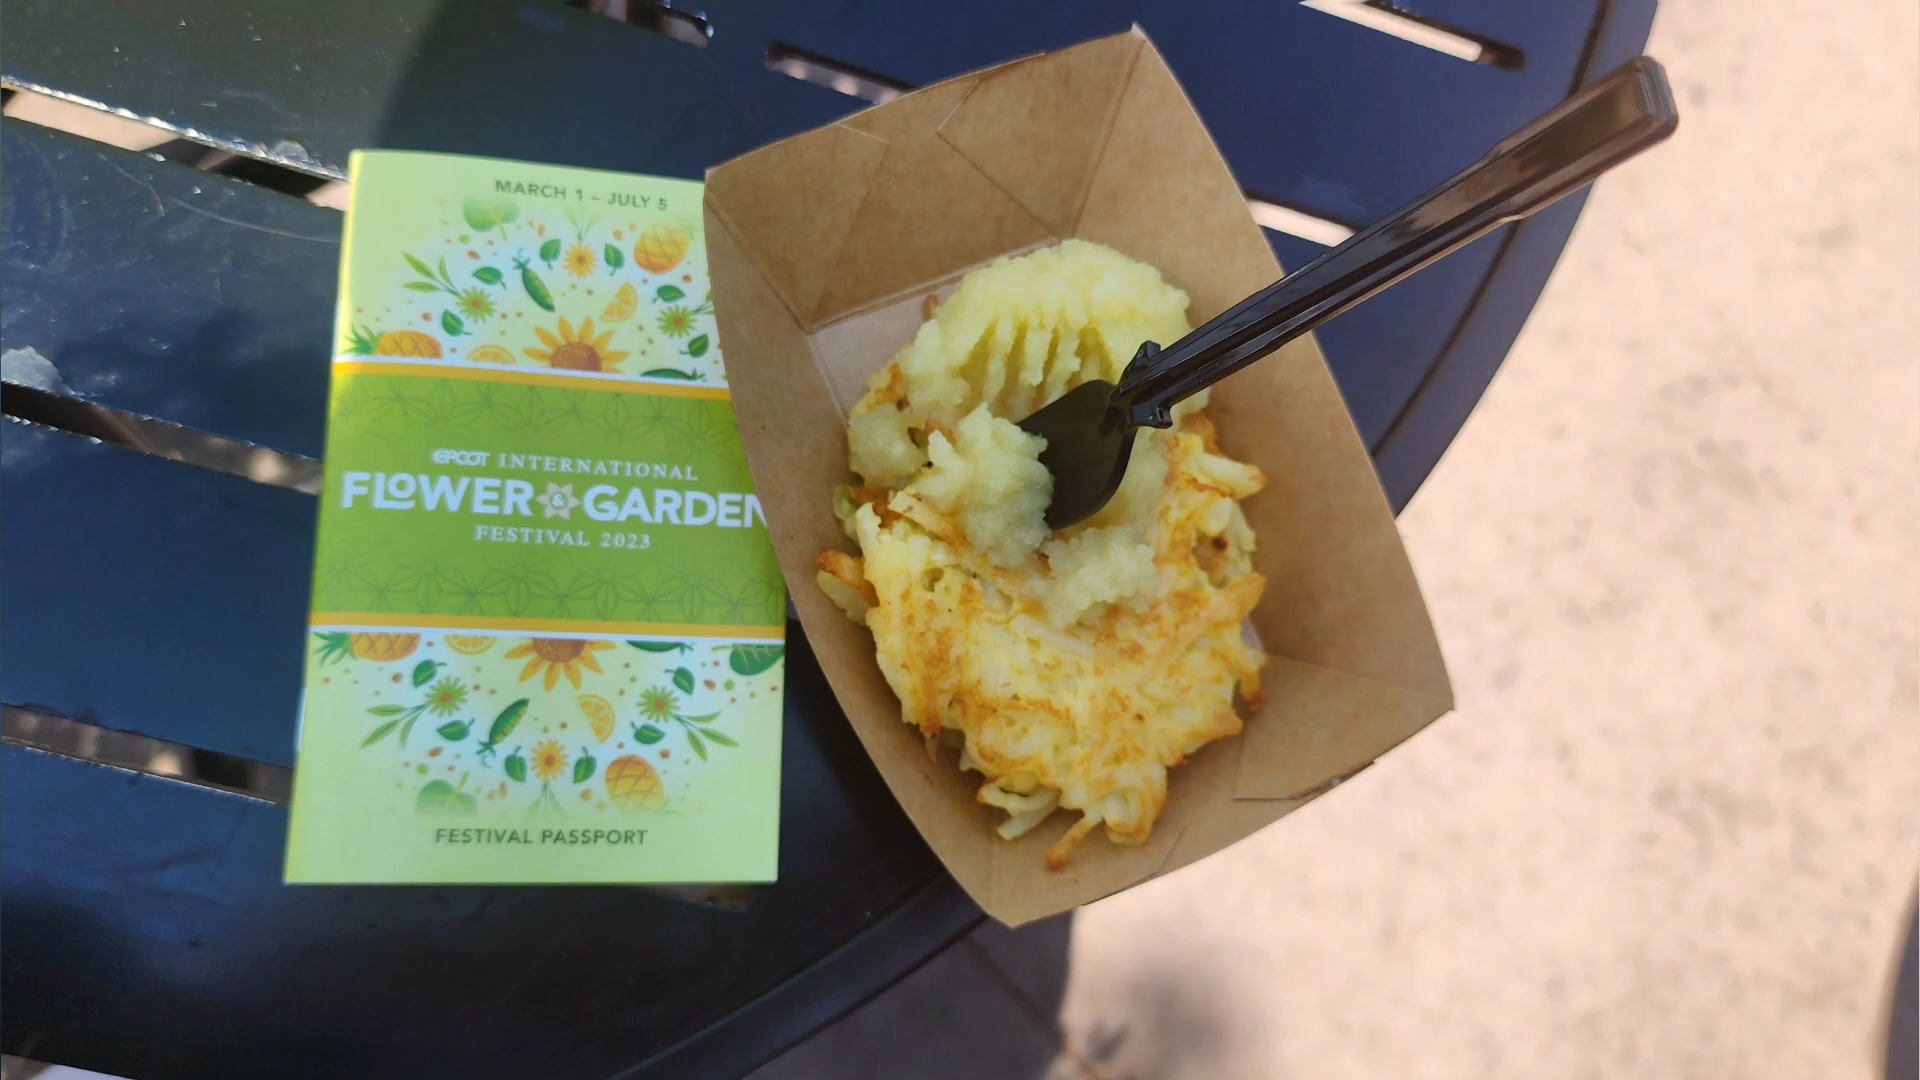 MARCH 1 – JULY 5
EPCOT INTERNATIONAL
FLOWER & GARDEN
FESTIVAL 2023
FESTIVAL PASSPORT